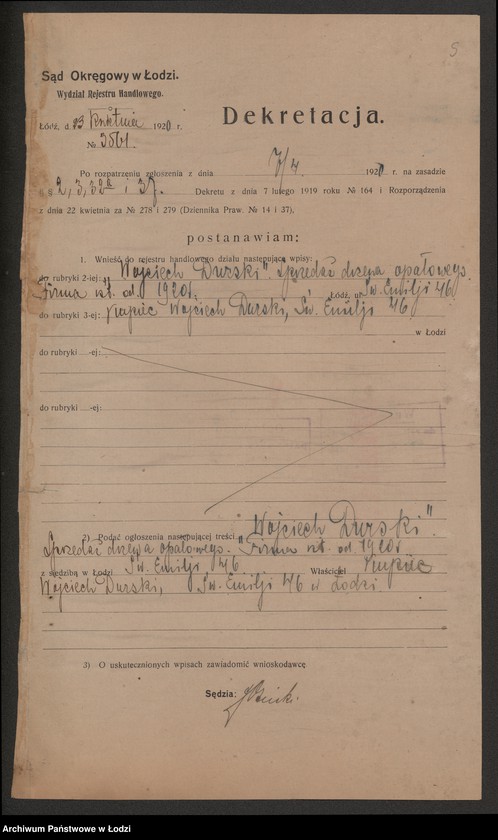 5
Sąd Okręgowy w Łodzi.
Wydział Rejestru Handlowego.
Łódź, d. 23 kwietnia 1920 r.
№ 3561.
Dekretacja.
Po rozpatrzeniu zgłoszenia z dnia 7/4 1920 r. na zasadzie
§ § 2, 3, 32a i 37. Dekretu z dnia 7 lutego 1919 roku № 164 i Rozporządzenia
z dnia 22 kwietnia za № 278 i 279 (Dziennika Praw. № 14 i 37),
postanawiam:
1. Wnieść do rejestru handlowego działu następujące wpisy:
do rubryki 2-iej: „Wojciech Durski". Sprzedaż drzewa opałowego.
Firma ist. od 1920 r. Łódź, ul. Św. Emilji 46
do rubryki 3-ej: Kupiec Wojciech Durski, Św. Emilji 46
w Łodzi
do rubryki —ej:
do rubryki —ej:
2) Podać ogłoszenia następującej treści: „Wojciech Durski".
Sprzedaż drzewa opałowego. Firma ist. od 1920 r
z siedzibą w Łodzi Św. Emilji 46. Właściciel Kupiec
Wojciech Durski, Św. Emilji 46 w Łodzi
3) O uskutecznionych wpisach zawiadomić wnioskodawcę
Sędzia:
Archiwum Państwowe w Łodzi